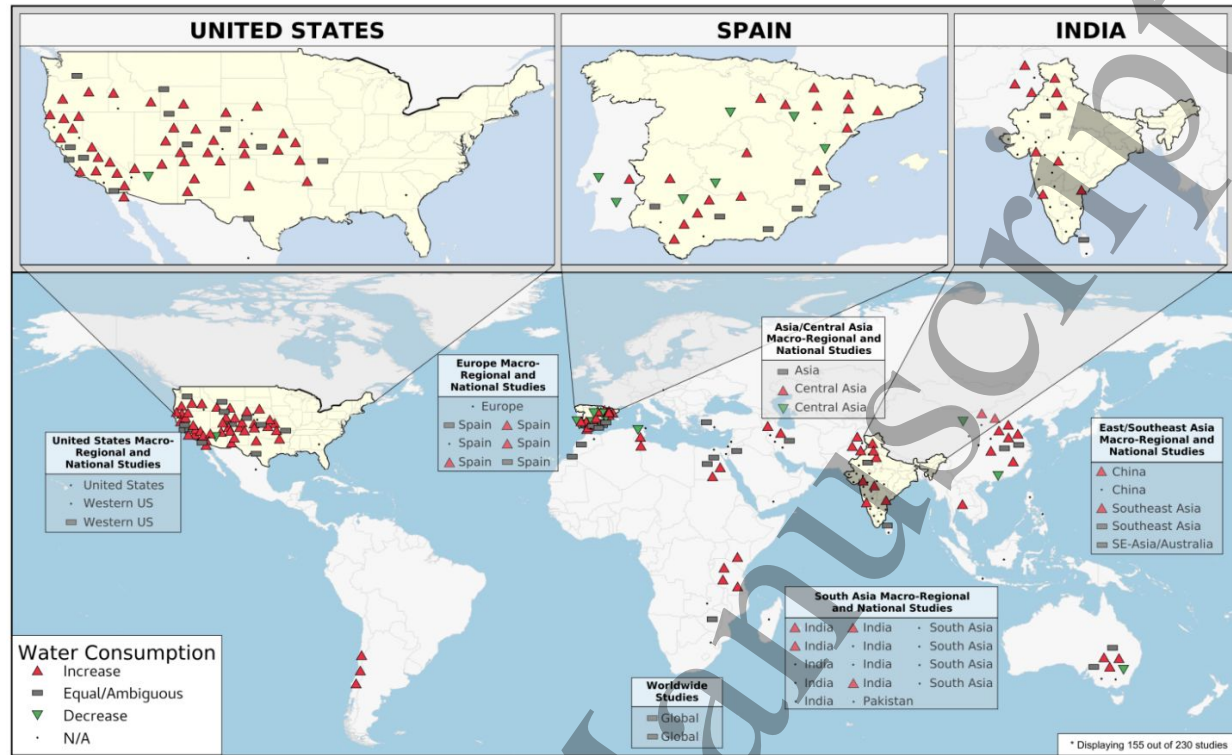 UNITED STATES
SPAIN
INDIA
Asia/Central Asia
Macro-Regional and
National Studies
Asia
Central Asia
Central Asia
Europe Macro-
Regional and
National Studies
Europe
Spain Spain
Spain Spain
Spain Spain
United States Macro-
Regional and
National Studies
United States
Western US
Western US
East/Southeast Asia
Macro-Regional and
National Studies
China
China
Southeast Asia
Southeast Asia
SE-Asia/Australia
South Asia Macro-Regional
and National Studies
India India South Asia
India India South Asia
India India South Asia
India India South Asia
India Pakistan
Worldwide
Studies
Global
Global
Water Consumption
Increase
Equal/Ambiguous
Decrease
N/A
* Displaying 155 out of 230 studies